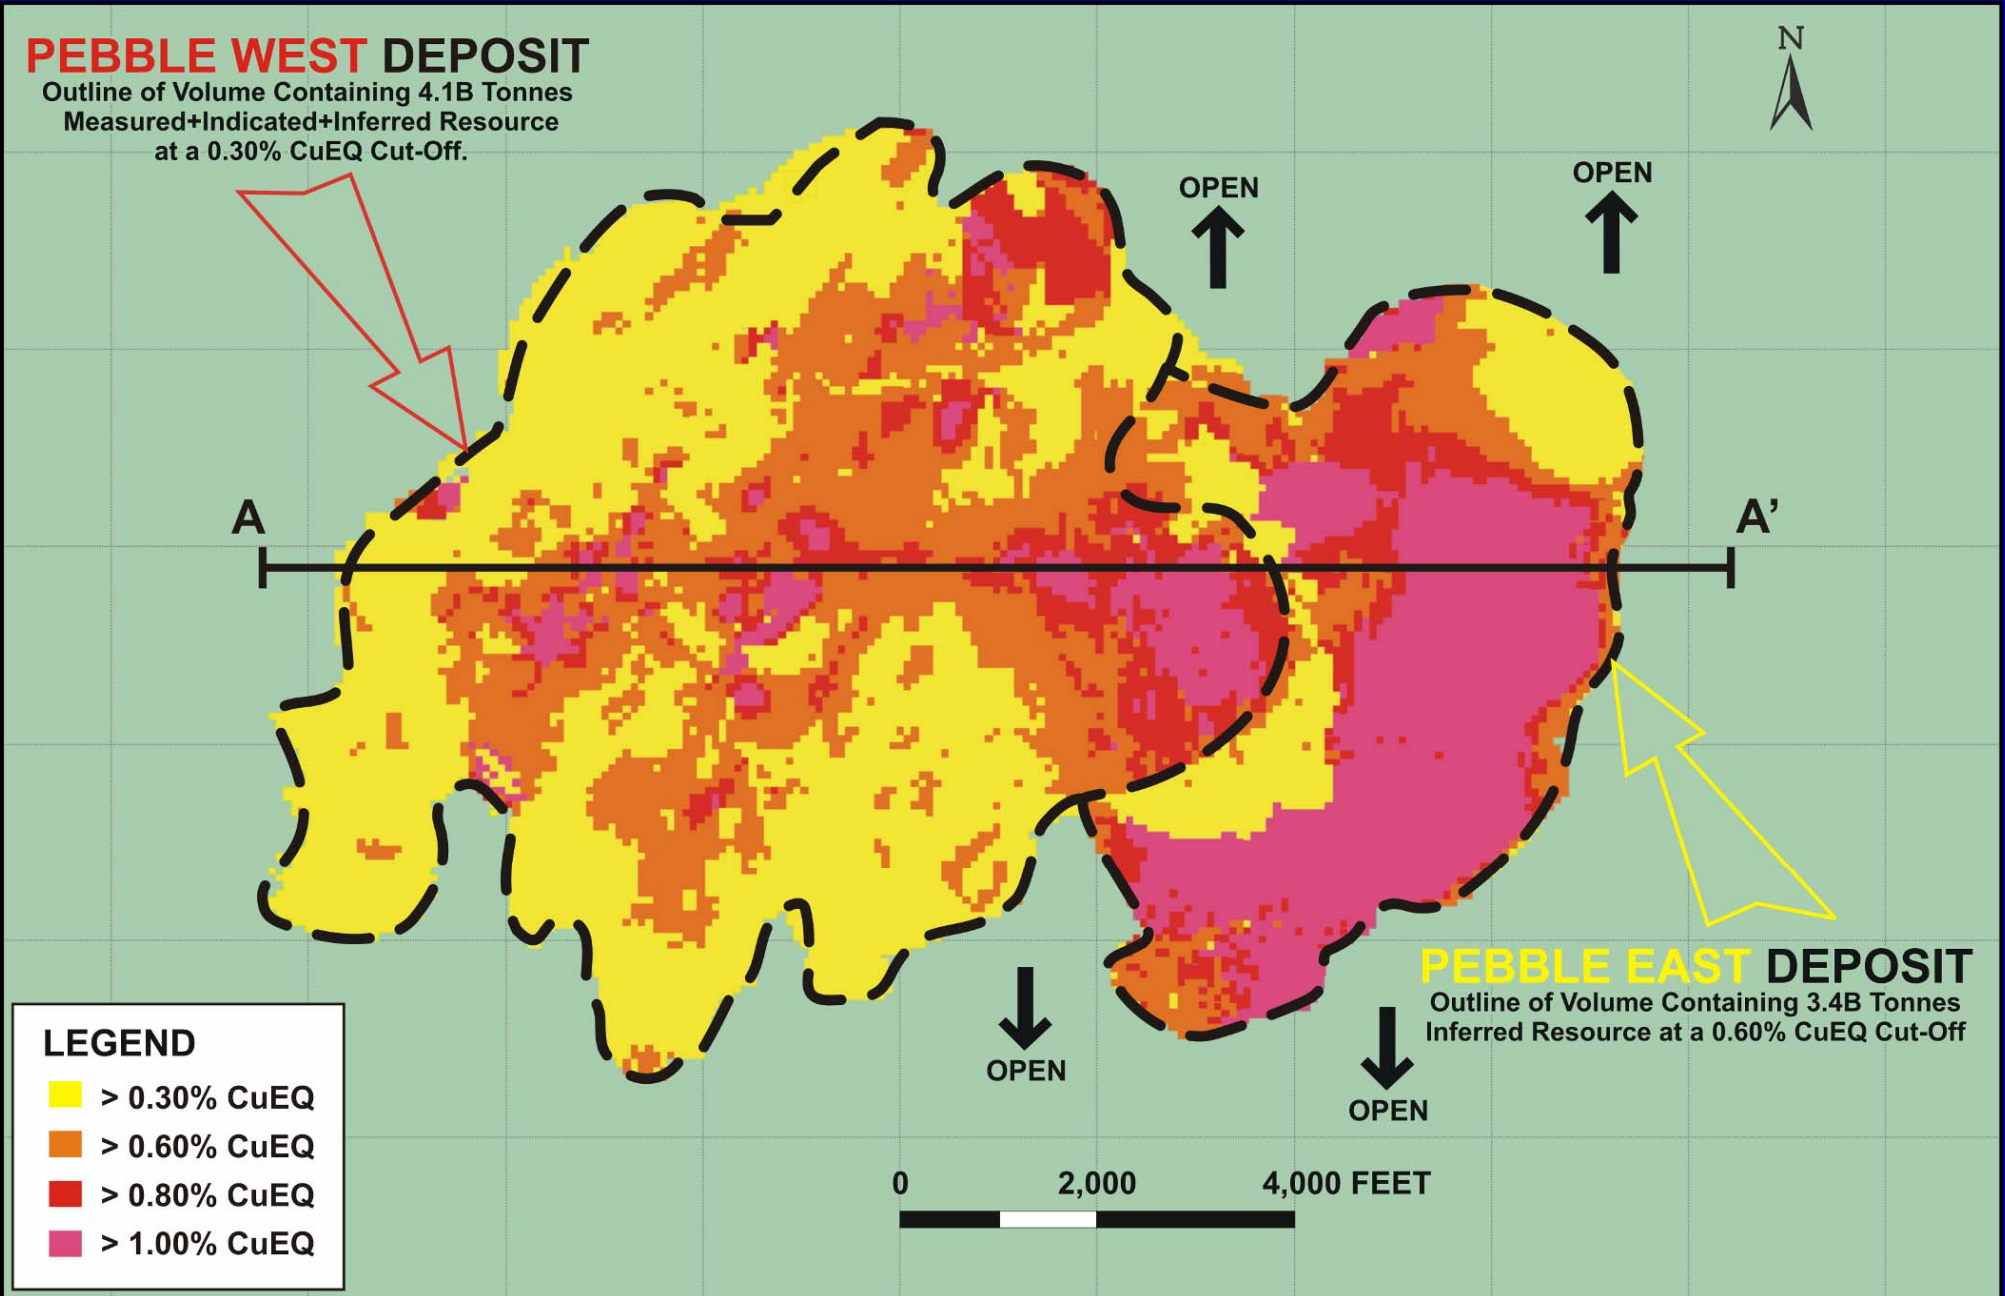 PEBBLE WEST DEPOSIT
Outline of Volume Containing 4.1B Tonnes
Measured+Indicated+Inferred Resource
at a 0.30% CuEQ Cut-Off.
N
OPEN
OPEN
A
A’
PEBBLE EAST DEPOSIT
Outline of Volume Containing 3.4B Tonnes
Inferred Resource at a 0.60% CuEQ Cut-Off
OPEN
OPEN
LEGEND
> 0.30% CuEQ
> 0.60% CuEQ
> 0.80% CuEQ
> 1.00% CuEQ
0 2,000 4,000 FEET